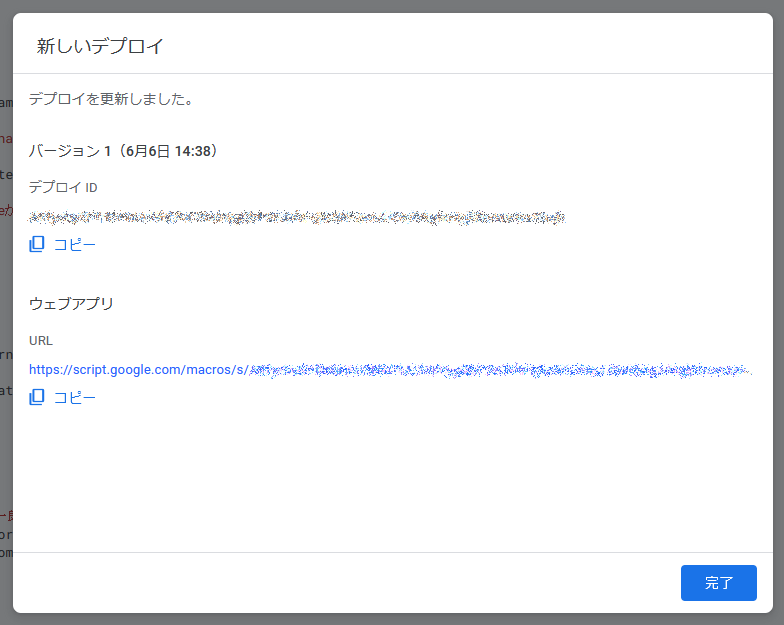 新しいデプロイ
デプロイを更新しました。
バージョン 1（6月6日 14:38）
デプロイ ID
コピー
ウェブアプリ
URL
https://script.google.com/macros/s/
コピー
完了